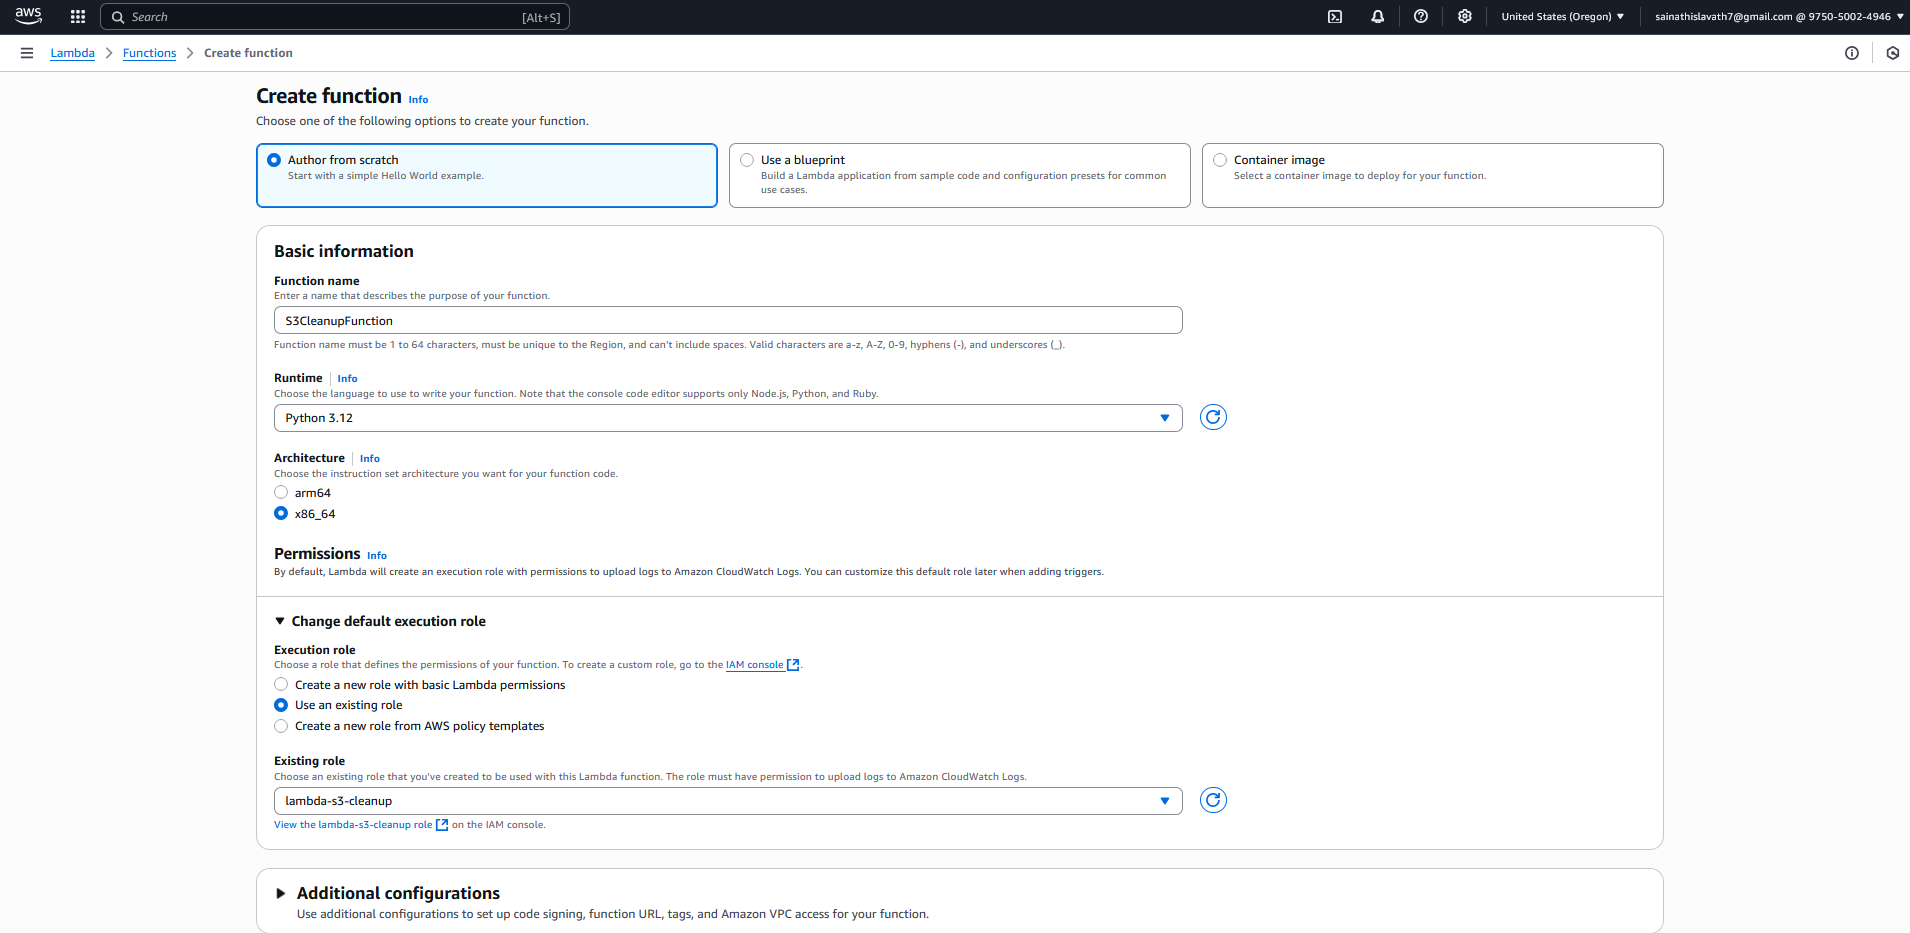 aws
Search [Alt+S]
United States (Oregon)
sainathislavath7@gmail.com @ 9750-5002-4946
Lambda
Functions
Create function
Create function Info
Choose one of the following options to create your function.
Author from scratch
Start with a simple Hello World example.
Use a blueprint
Build a Lambda application from sample code and configuration presets for common
use cases.
Container image
Select a container image to deploy for your function.
Basic information
Function name
Enter a name that describes the purpose of your function.
S3CleanupFunction
Function name must be 1 to 64 characters, must be unique to the Region, and can't include spaces. Valid characters are a-z, A-Z, 0-9, hyphens (-), and underscores (_).
Runtime Info
Choose the language to use to write your function. Note that the console code editor supports only Node.js, Python, and Ruby.
Python 3.12
Architecture Info
Choose the instruction set architecture you want for your function code.
arm64
x86_64
Permissions Info
By default, Lambda will create an execution role with permissions to upload logs to Amazon CloudWatch Logs. You can customize this default role later when adding triggers.
Change default execution role
Execution role
Choose a role that defines the permissions of your function. To create a custom role, go to the IAM console.
Create a new role with basic Lambda permissions
Use an existing role
Create a new role from AWS policy templates
Existing role
Choose an existing role that you've created to be used with this Lambda function. The role must have permission to upload logs to Amazon CloudWatch Logs.
lambda-s3-cleanup
View the lambda-s3-cleanup role on the IAM console.
Additional configurations
Use additional configurations to set up code signing, function URL, tags, and Amazon VPC access for your function.